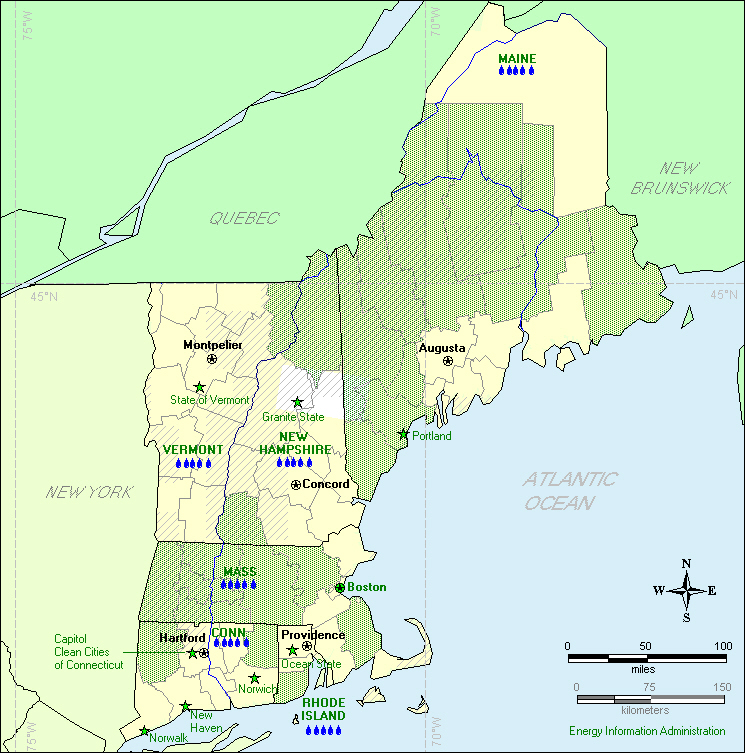 75°W
70°W
MAINE
NEW
BRUNSWICK
QUEBEC
45°N
45°N
Montpelier
Augusta
State of Vermont
Granite State
Portland
VERMONT
NEW
HAMPSHIRE
Concord
NEW YORK
ATLANTIC
OCEAN
MASS
Boston
N
W
E
S
Capitol
Clean Cities
of Connecticut
Hartford
CONN.
Providence
Ocean State
Norwich
0 50 100
miles
0 75 150
kilometers
New
Haven
Norwalk
RHODE
ISLAND
Energy Information Administration
75°W
70°W